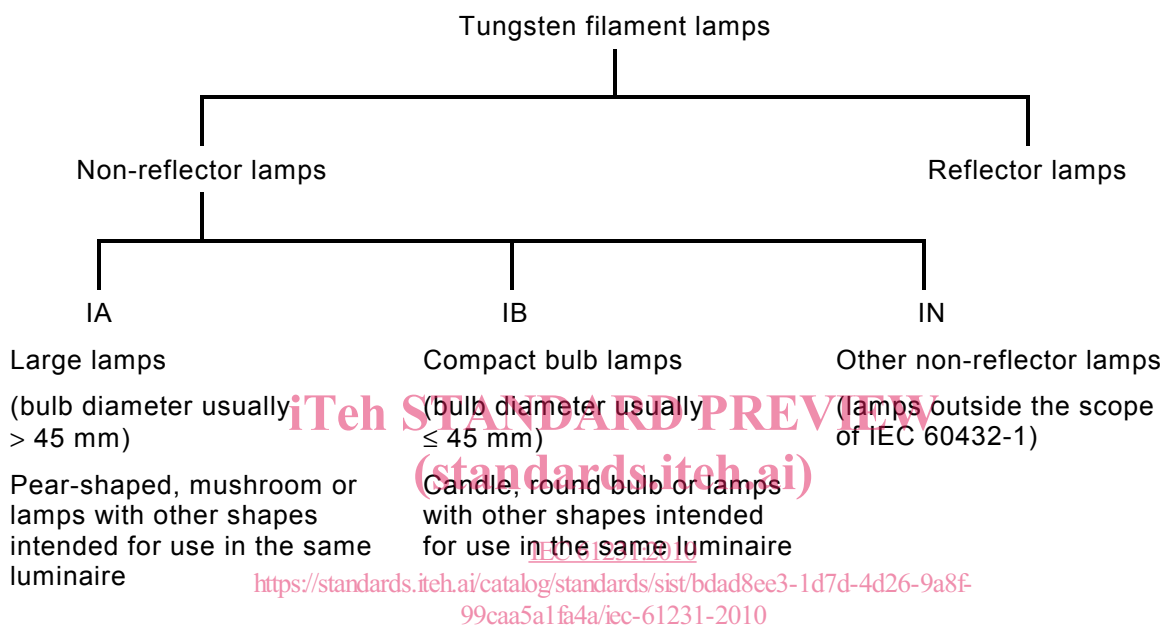 Tungsten filament lamps
Non-reflector lamps
Reflector lamps
IA
IB
IN
Large lamps
(bulb diameter usually
> 45 mm)
Pear-shaped, mushroom or
lamps with other shapes
intended for use in the same
luminaire
Compact bulb lamps
(bulb diameter usually
≤ 45 mm)
Candle, round bulb or lamps
with other shapes intended
for use in the same luminaire
Other non-reflector lamps
(lamps outside the scope
of IEC 60432-1)
iTeh STANDARD PREVIEW
(standards.iteh.ai)
IEC 61231:2010
https://standards.iteh.ai/catalog/standards/sist/bdad8ee3-1d7d-4d26-9a8f-
99caa5a1fa4a/iec-61231-2010